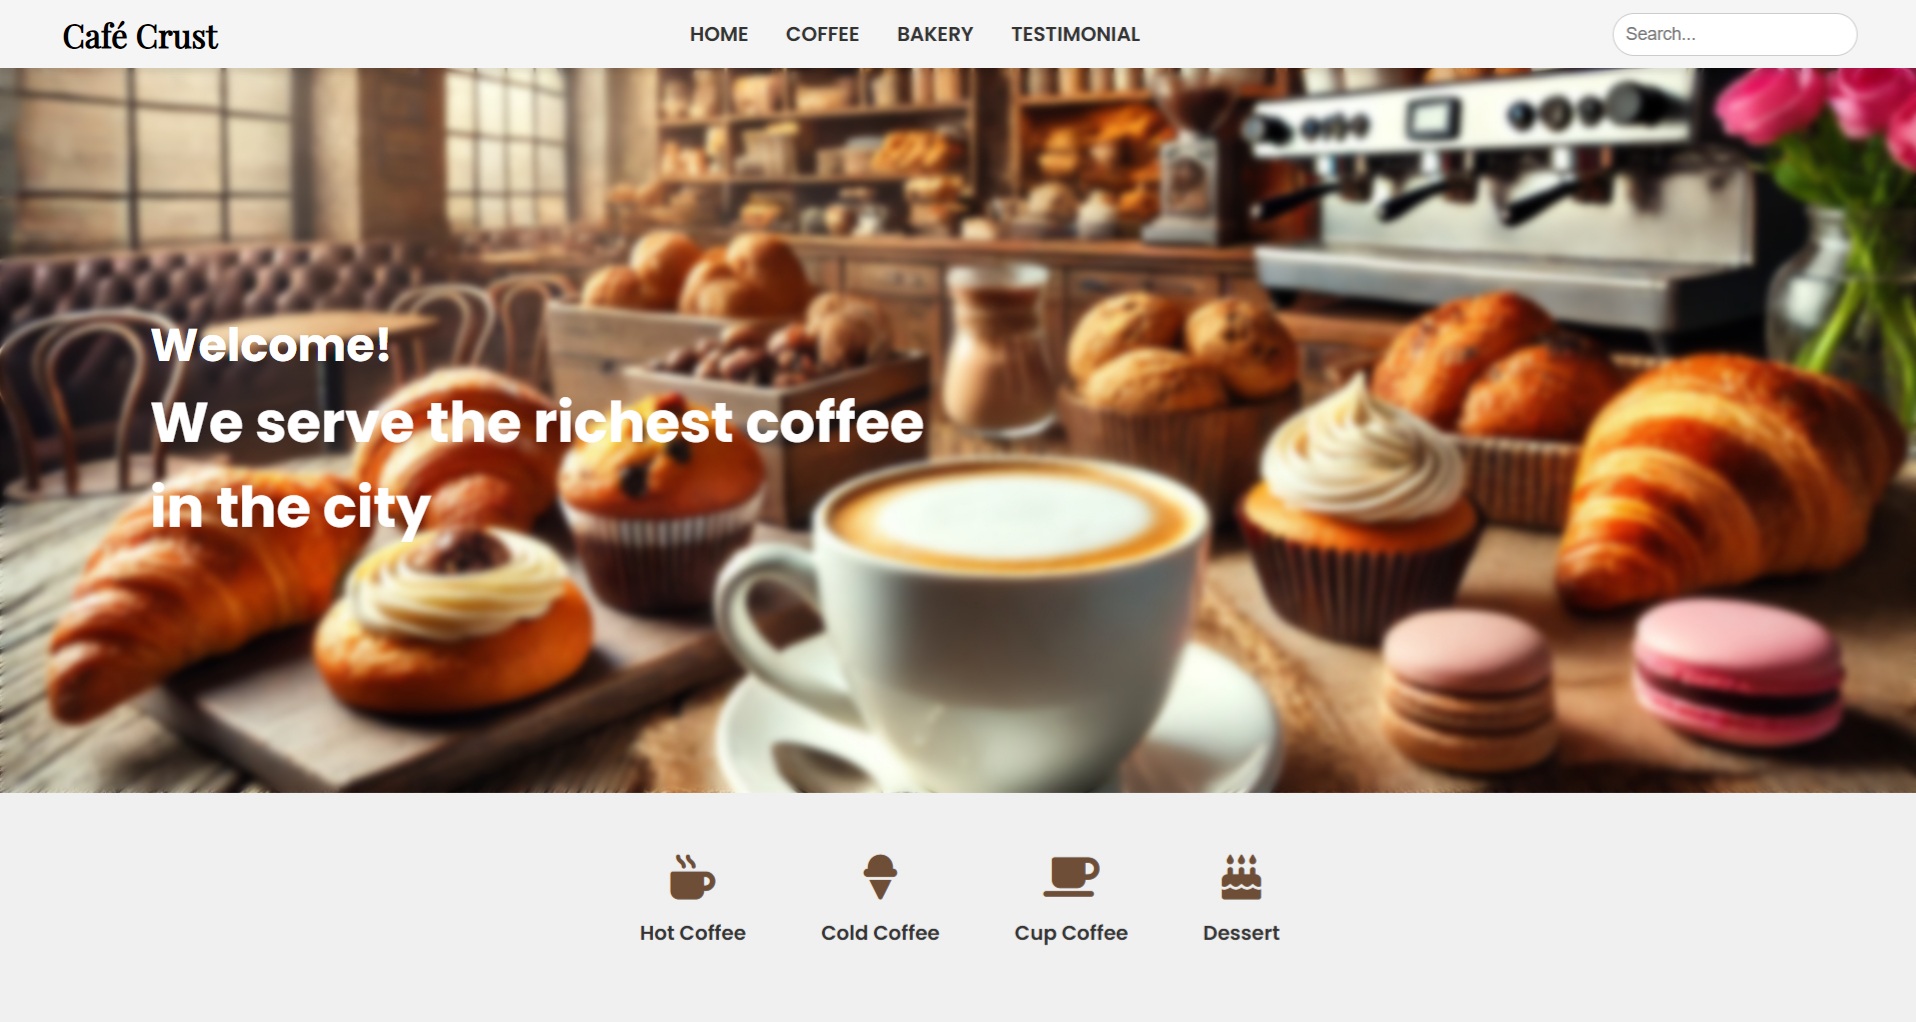 Café Crust
HOME
COFFEE
BAKERY
TESTIMONIAL
Search...
Welcome!
We serve the richest coffee
in the city
Hot Coffee
Cold Coffee
Cup Coffee
Dessert